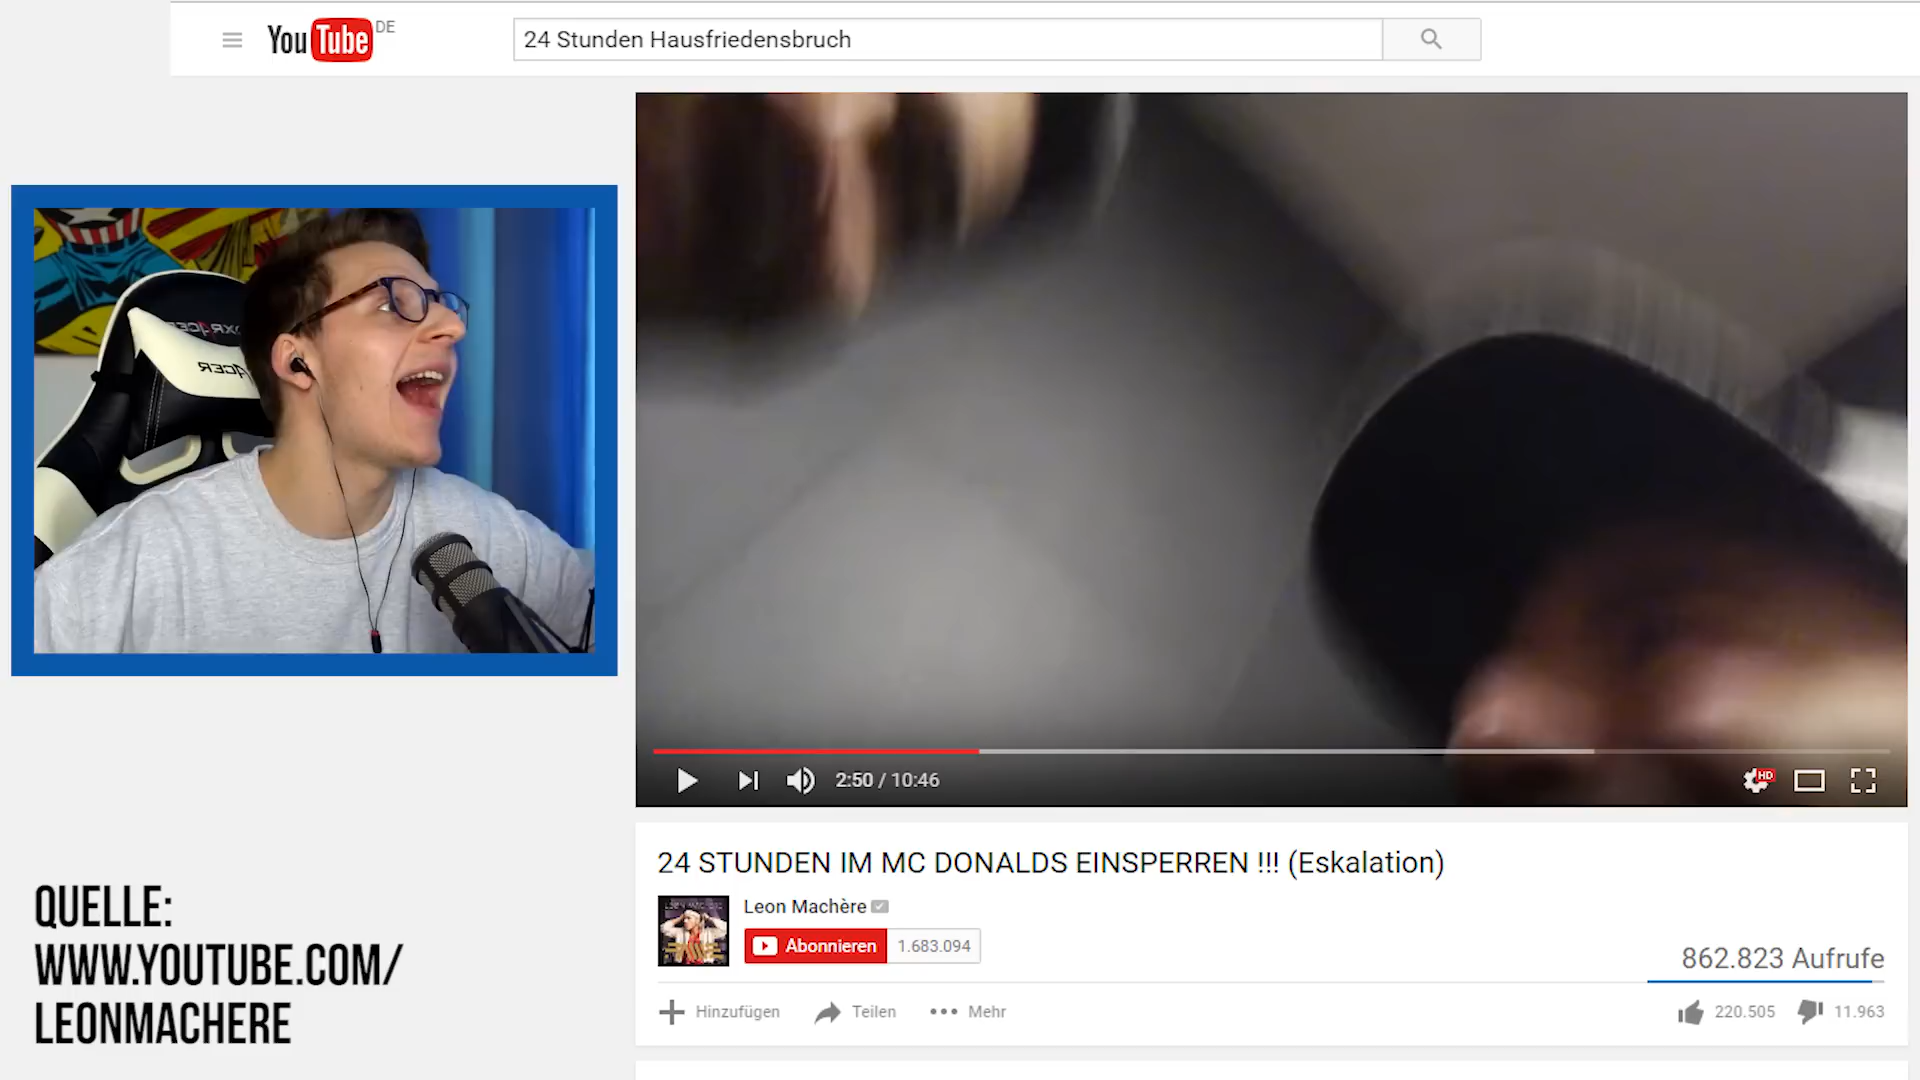 YouTube DE
24 Stunden Hausfriedensbruch
2:50 / 10:46
HD
24 STUNDEN IM MC DONALDS EINSPERREN !!! (Eskalation)
Leon Machère
Abonnieren 1.683.094
862.823 Aufrufe
Hinzufügen Teilen Mehr
220.505 11.963
QUELLE:
WWW.YOUTUBE.COM/
LEONMACHERE